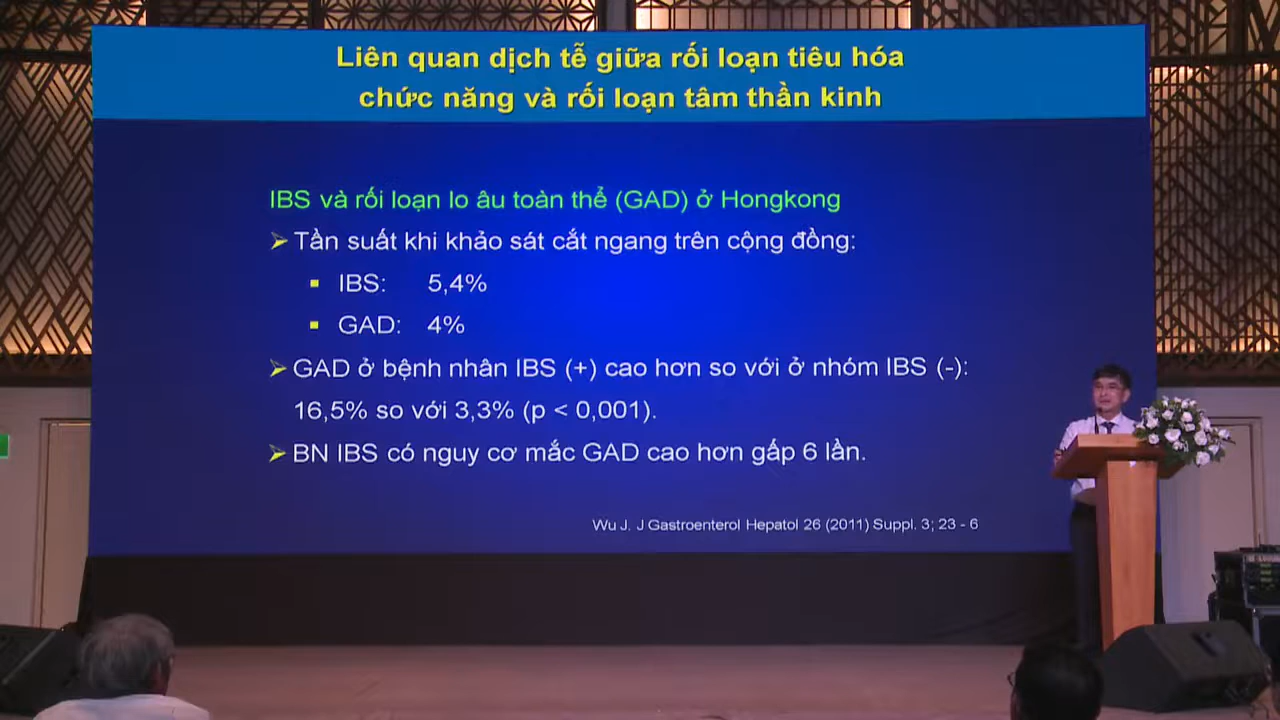 Liên quan dịch tễ giữa rối loạn tiêu hóa
chức năng và rối loạn tâm thần kinh
IBS và rối loạn lo âu toàn thể (GAD) ở Hongkong
Tần suất khi khảo sát cắt ngang trên cộng đồng:
IBS: 5,4%
GAD: 4%
GAD ở bệnh nhân IBS (+) cao hơn so với ở nhóm IBS (-):
16,5% so với 3,3% (p < 0,001).
BN IBS có nguy cơ mắc GAD cao hơn gấp 6 lần.
Wu J. J Gastroenterol Hepatol 26 (2011) Suppl. 3; 23 - 6